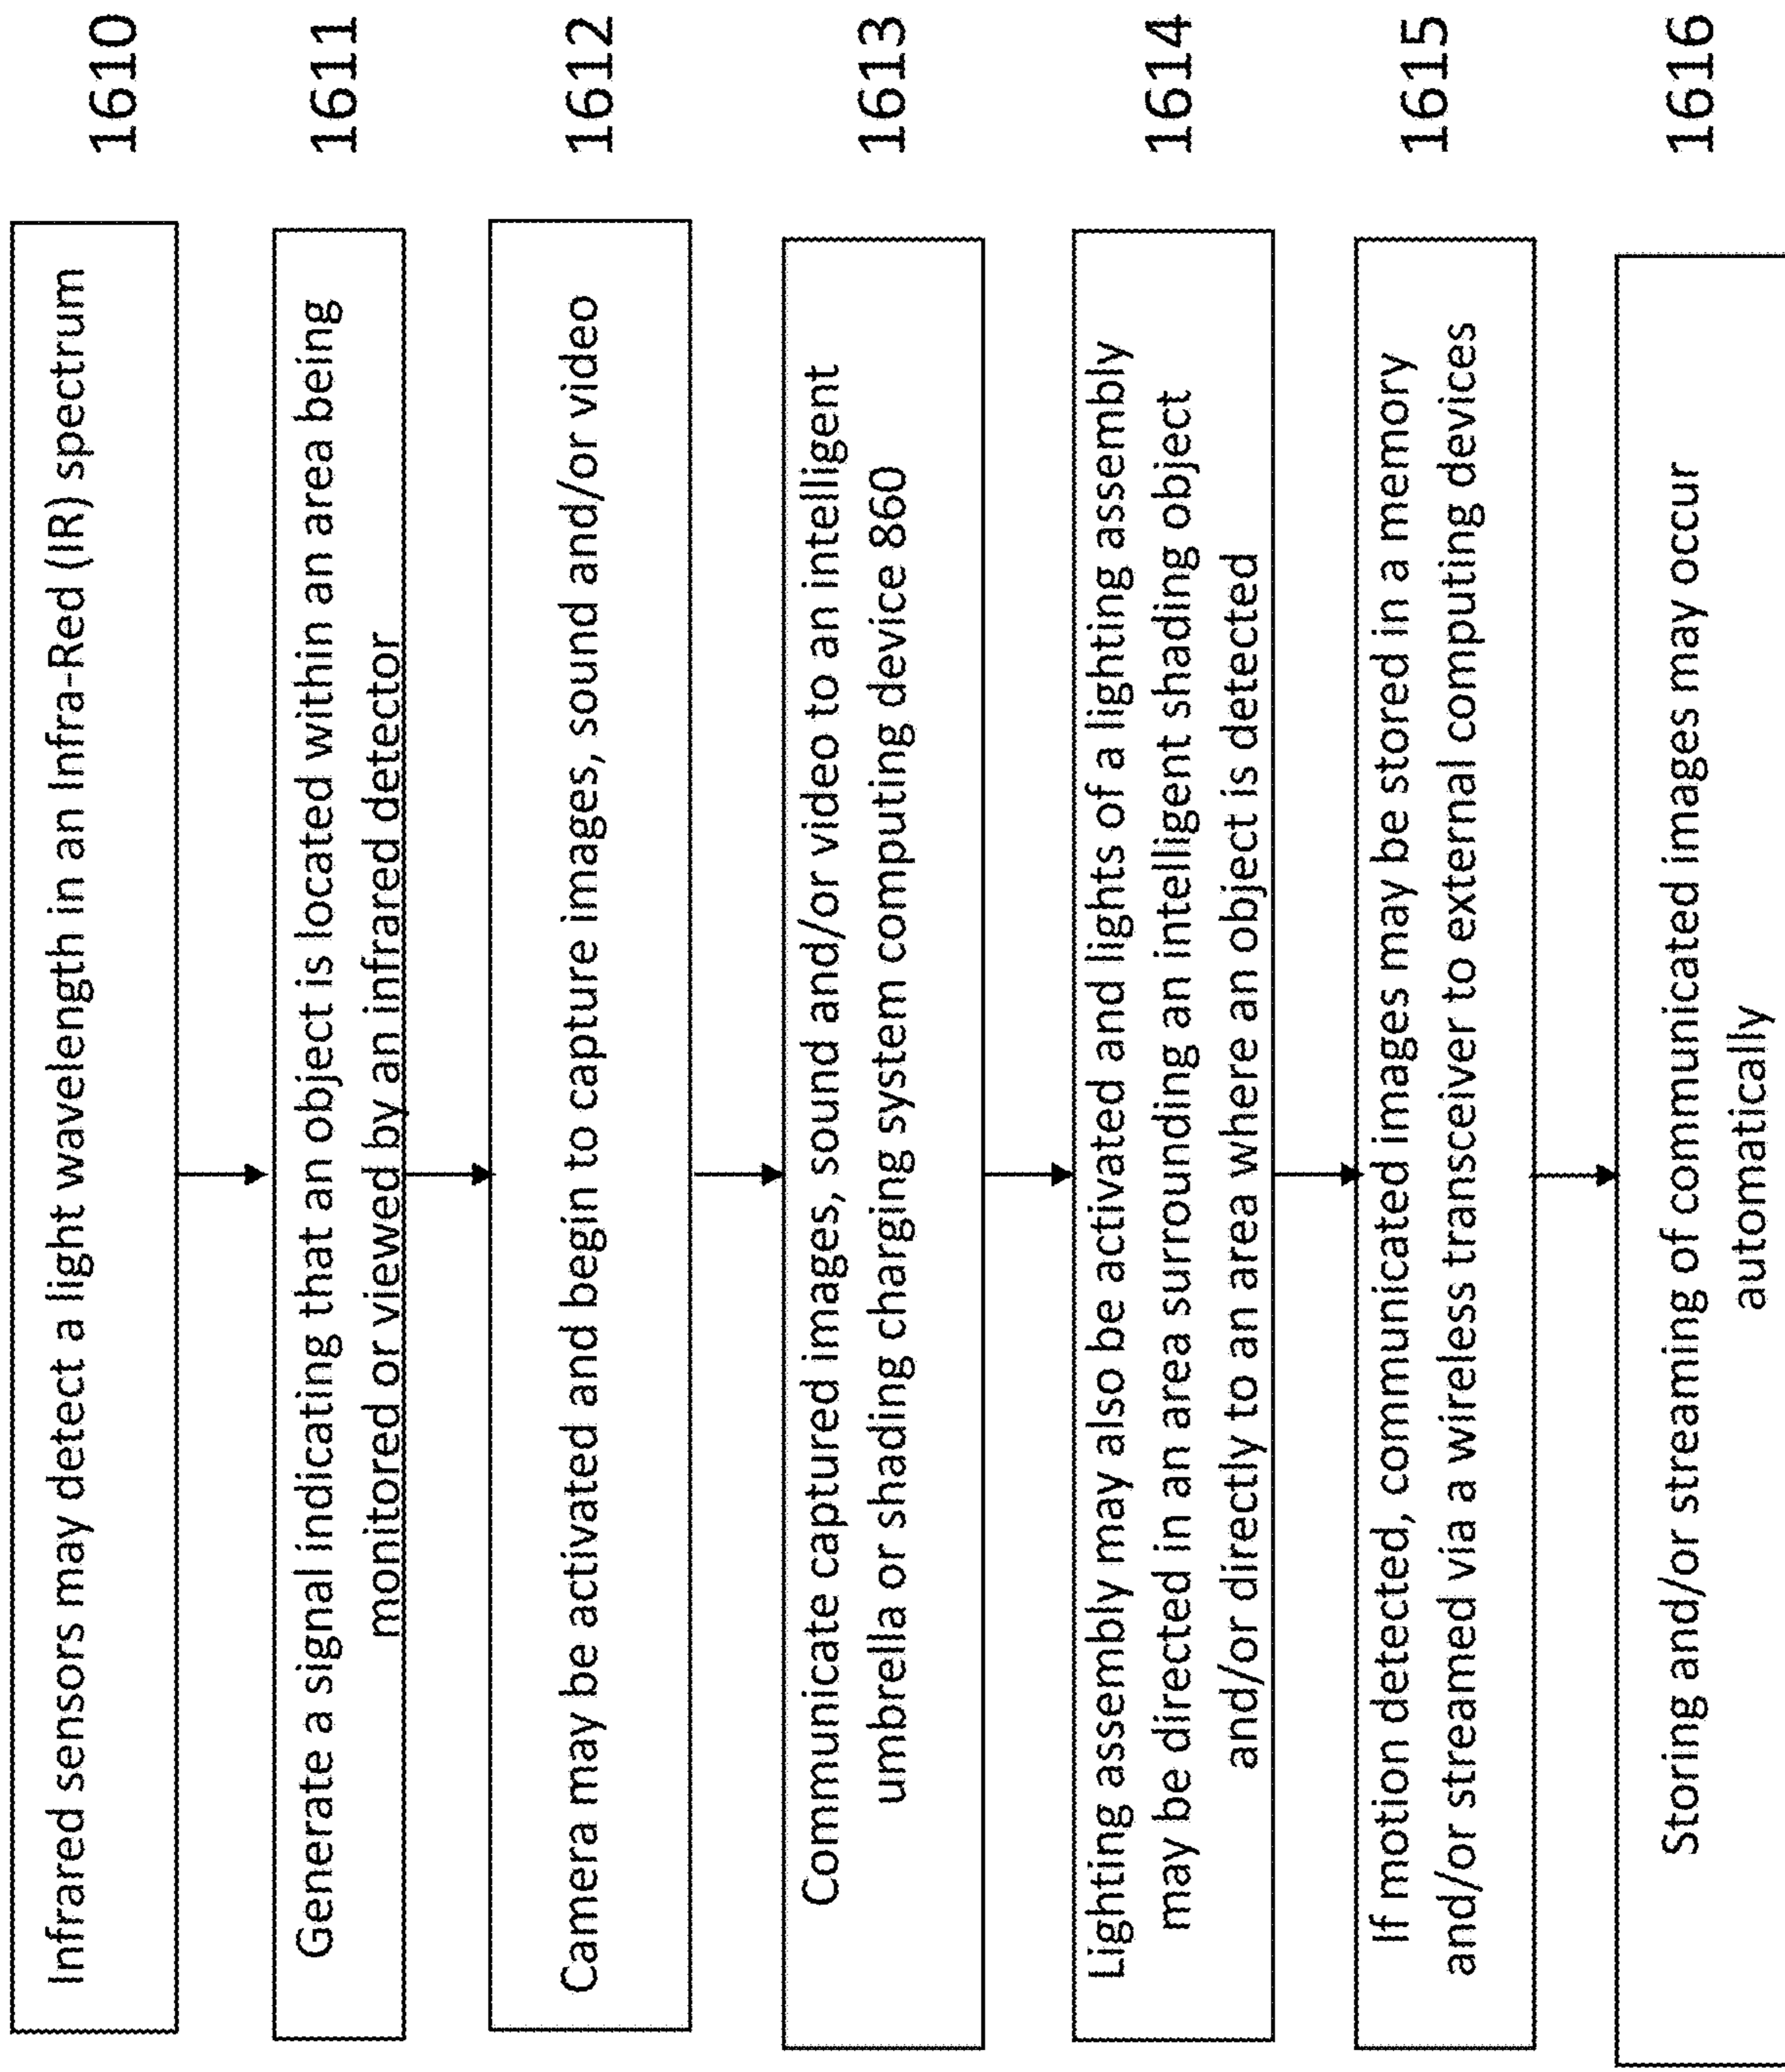 Infrared sensors may detect a light wavelength in an Infra-Red (IR) spectrum
1610
Generate a signal indicating that an object is located within an area being
monitored or viewed by an infrared detector
1611
Camera may be activated and begin to capture images, sound and/or video
1612
Communicate captured images, sound and/or video to an intelligent
umbrella or shading charging system computing device 860
1613
Lighting assembly may also be activated and lights of a lighting assembly
may be directed in an area surrounding an intelligent shading object
and/or directly to an area where an object is detected
1614
If motion detected, communicated images may be stored in a memory
and/or streamed via a wireless transceiver to external computing devices
1615
Storing and/or streaming of communicated images may occur
automatically
1616